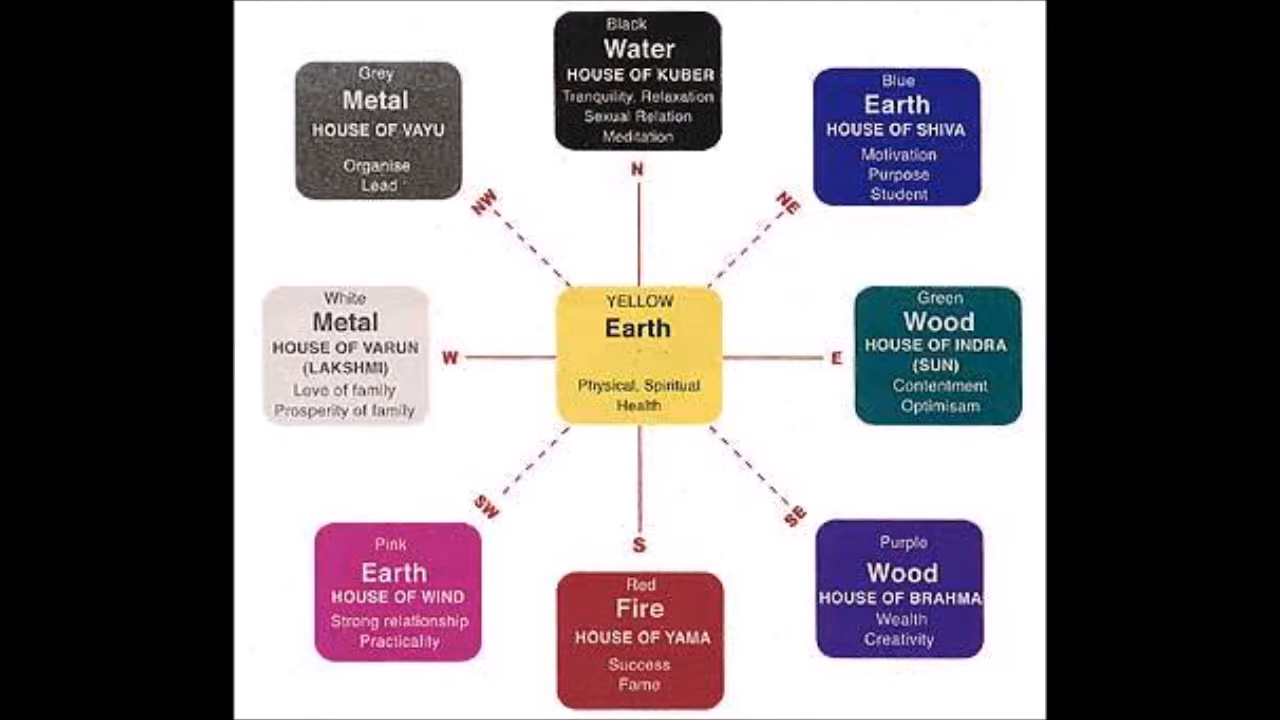 Black
Water
HOUSE OF KUBER
Tranquility, Relaxation
Sexual Relation
Meditation
Grey
Metal
HOUSE OF VAYU
Organise
Lead
Blue
Earth
HOUSE OF SHIVA
Motivation
Purpose
Student
N
NW
NE
White
Metal
HOUSE OF VARUN
(LAKSHMI)
Love of family
Prosperity of family
W
YELLOW
Earth
Physical, Spiritual
Health
E
Green
Wood
HOUSE OF INDRA
(SUN)
Contentment
Optimisam
SW
S
SE
Pink
Earth
HOUSE OF WIND
Strong relationship
Practicality
Red
Fire
HOUSE OF YAMA
Success
Fame
Purple
Wood
HOUSE OF BRAHMA
Wealth
Creativity